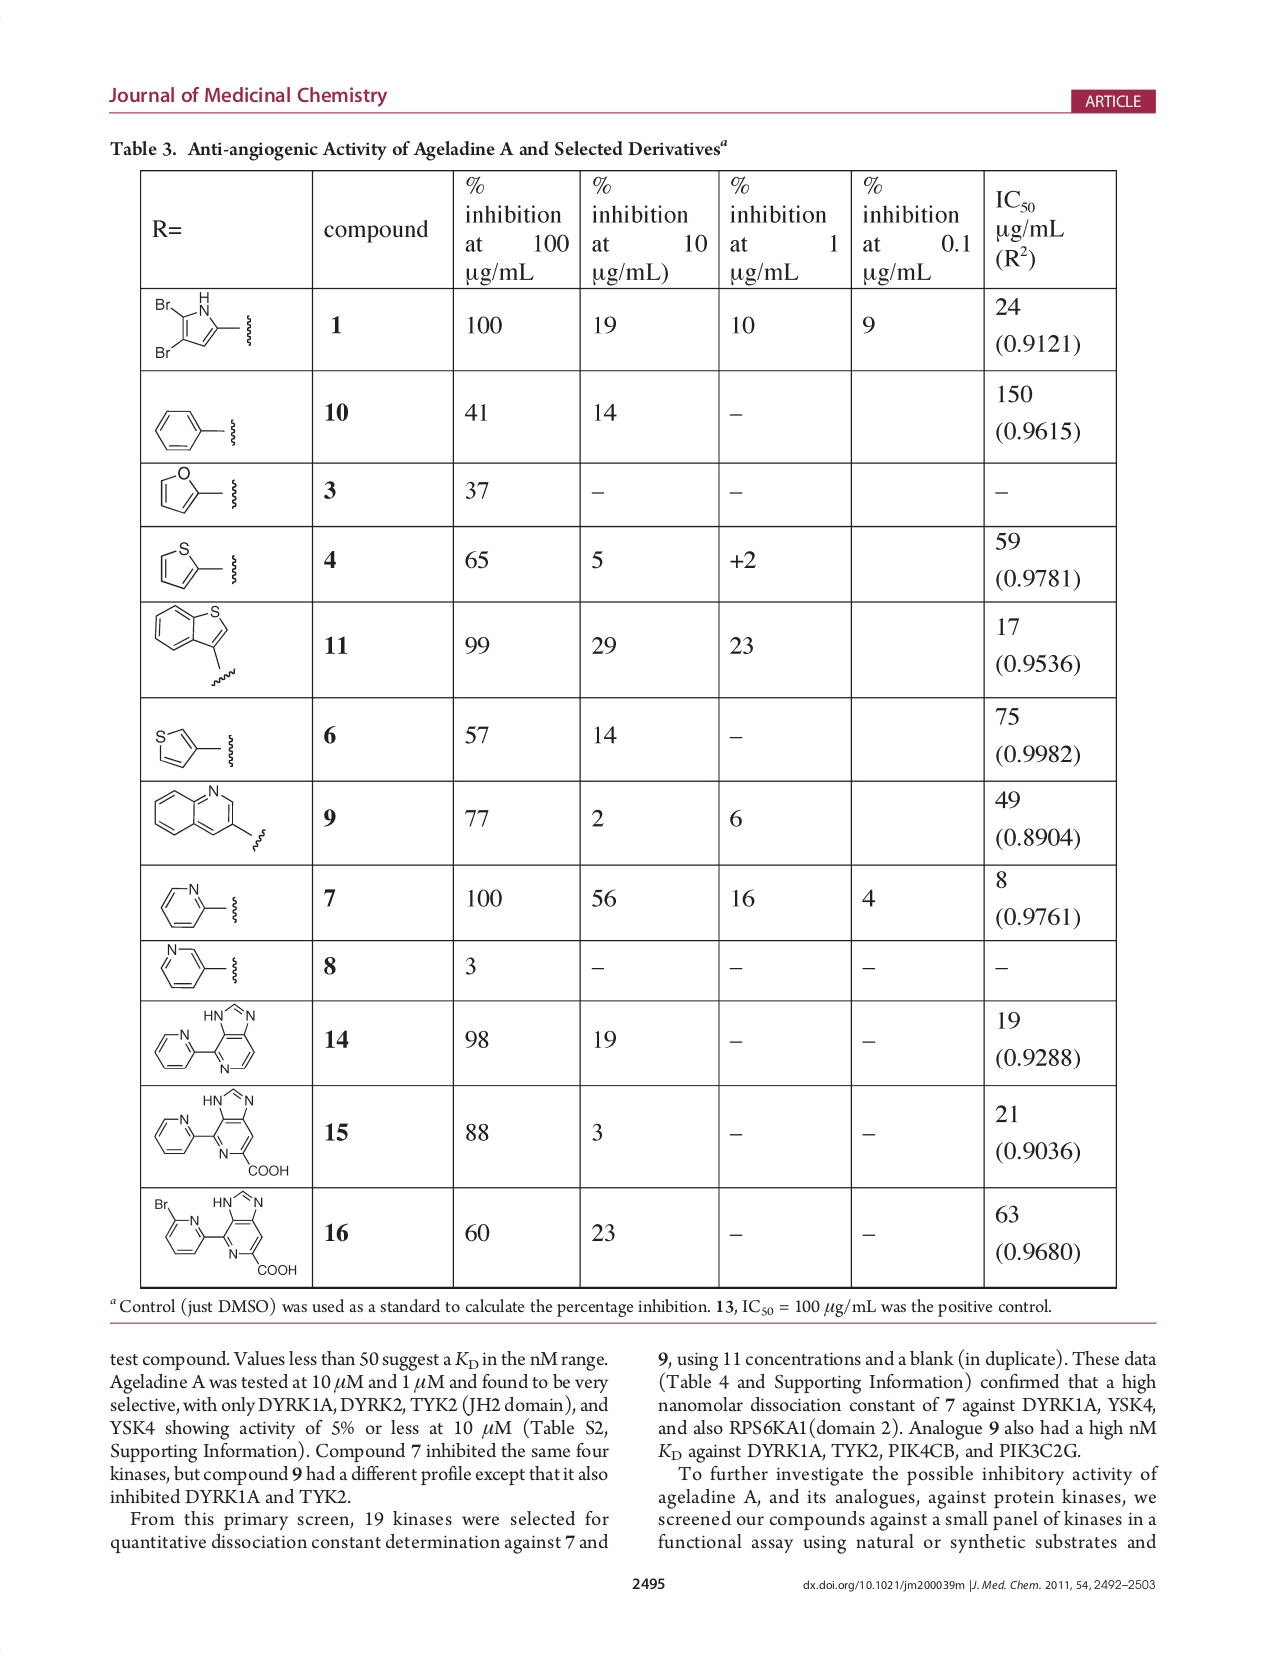 Journal of Medicinal Chemistry
ARTICLE
Table 3. Anti-angiogenic Activity of Ageladine A and Selected Derivativesᵃ
R=
compound
%
inhibition
at 100
μg/mL
%
inhibition
at 10
μg/mL)
%
inhibition
at 1
μg/mL
%
inhibition
at 0.1
μg/mL
IC₅₀
μg/mL
(R²)
Br
H
N
Br
1
100
19
10
9
24
(0.9121)
10
41
14
–
150
(0.9615)
O
3
37
–
–
–
S
4
65
5
+2
59
(0.9781)
S
11
99
29
23
17
(0.9536)
S
6
57
14
–
75
(0.9982)
N
9
77
2
6
49
(0.8904)
N
7
100
56
16
4
8
(0.9761)
N
8
3
–
–
–
–
HN N
N
N
14
98
19
–
–
19
(0.9288)
HN N
N
N
COOH
15
88
3
–
–
21
(0.9036)
Br HN N
N
N
COOH
16
60
23
–
–
63
(0.9680)
ᵃ Control (just DMSO) was used as a standard to calculate the percentage inhibition. 13, IC₅₀ = 100 μg/mL was the positive control.
test compound. Values less than 50 suggest a K_D in the nM range.
Ageladine A was tested at 10 μM and 1 μM and found to be very
selective, with only DYRK1A, DYRK2, TYK2 (JH2 domain), and
YSK4 showing activity of 5% or less at 10 μM (Table S2,
Supporting Information). Compound 7 inhibited the same four
kinases, but compound 9 had a different profile except that it also
inhibited DYRK1A and TYK2.
From this primary screen, 19 kinases were selected for
quantitative dissociation constant determination against 7 and
9, using 11 concentrations and a blank (in duplicate). These data
(Table 4 and Supporting Information) confirmed that a high
nanomolar dissociation constant of 7 against DYRK1A, YSK4,
and also RPS6KA1(domain 2). Analogue 9 also had a high nM
K_D against DYRK1A, TYK2, PIK4CB, and PIK3C2G.
To further investigate the possible inhibitory activity of
ageladine A, and its analogues, against protein kinases, we
screened our compounds against a small panel of kinases in a
functional assay using natural or synthetic substrates and
2495
dx.doi.org/10.1021/jm200039m |J. Med. Chem. 2011, 54, 2492–2503